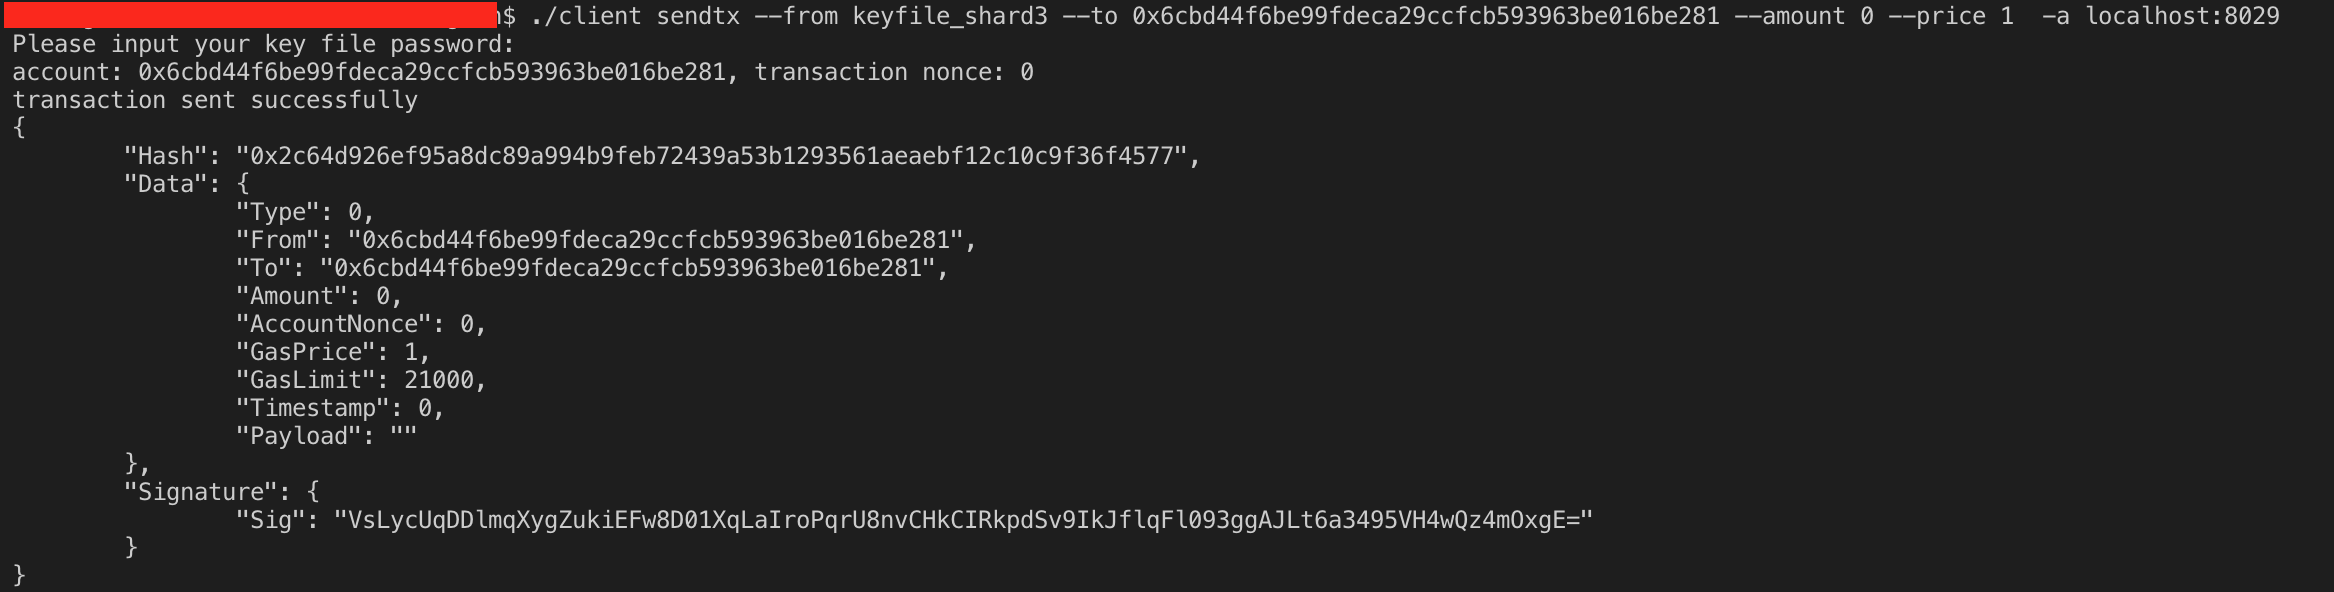 $ ./client sendtx --from keyfile_shard3 --to 0x6cbd44f6be99fdeca29ccfcb593963be016be281 --amount 0 --price 1  -a localhost:8029
Please input your key file password:
account: 0x6cbd44f6be99fdeca29ccfcb593963be016be281, transaction nonce: 0
transaction sent successfully
{
        "Hash": "0x2c64d926ef95a8dc89a994b9feb72439a53b1293561aeaebf12c10c9f36f4577",
        "Data": {
                "Type": 0,
                "From": "0x6cbd44f6be99fdeca29ccfcb593963be016be281",
                "To": "0x6cbd44f6be99fdeca29ccfcb593963be016be281",
                "Amount": 0,
                "AccountNonce": 0,
                "GasPrice": 1,
                "GasLimit": 21000,
                "Timestamp": 0,
                "Payload": ""
        },
        "Signature": {
                "Sig": "VsLycUqDDlmqXygZukiEFw8D01XqLaIroPqrU8nvCHkCIRkpdSv9IkJflqFl093ggAJLt6a3495VH4wQz4mOxgE="
        }
}